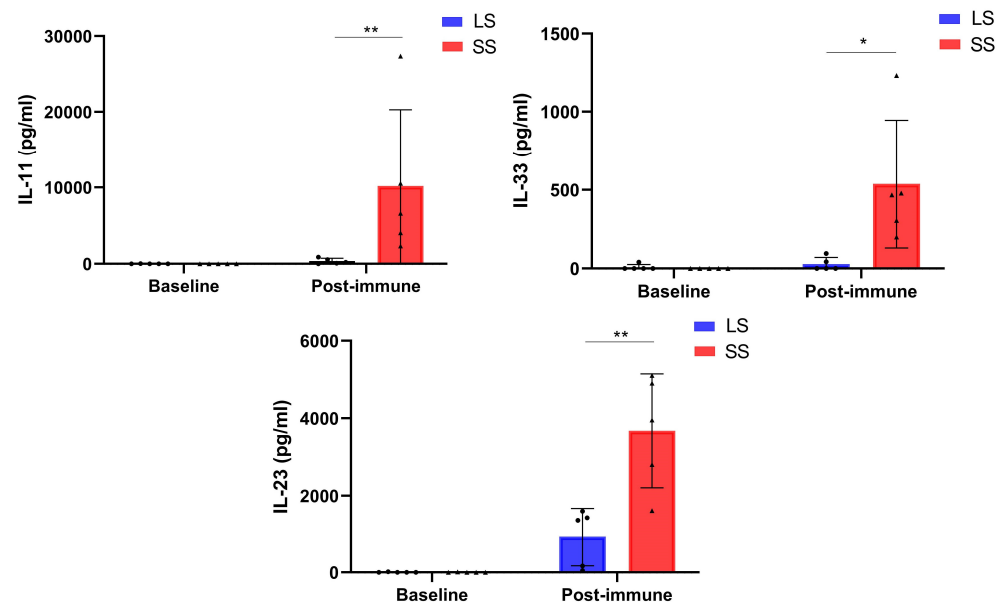 LS
SS
**
30000
20000
10000
0
IL-11 (pg/ml)
Baseline
Post-immune
LS
SS
*
1500
1000
500
0
IL-33 (pg/ml)
Baseline
Post-immune
LS
SS
**
6000
4000
2000
0
IL-23 (pg/ml)
Baseline
Post-immune